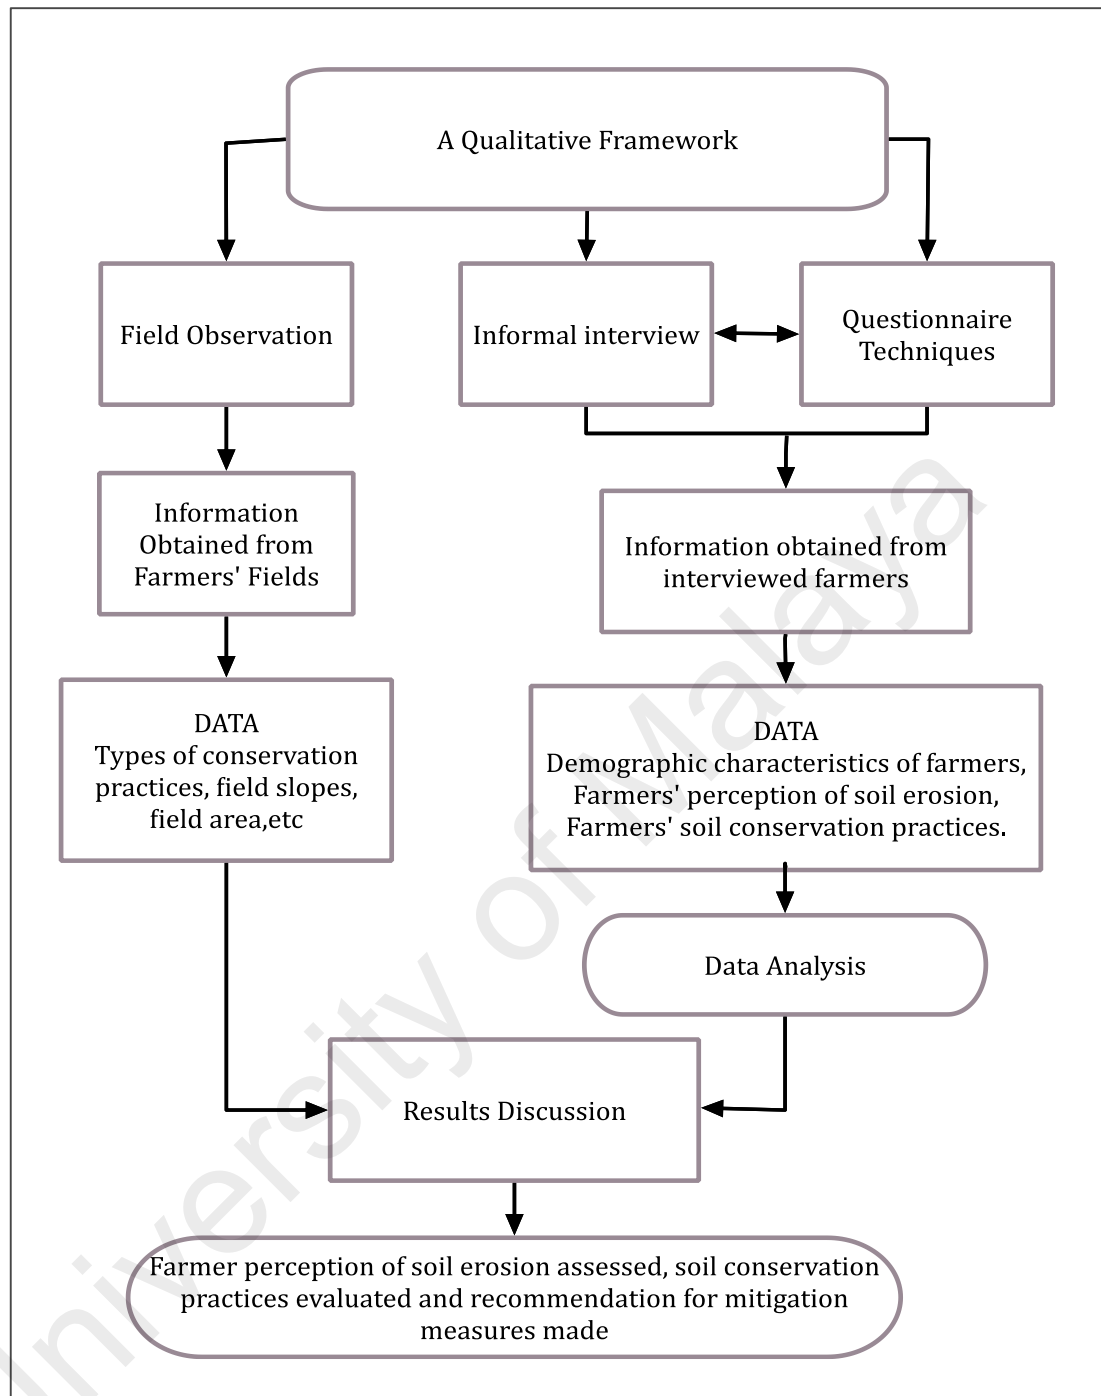 A Qualitative Framework
Field Observation
Informal interview
Questionnaire
Techniques
Information
Obtained from
Farmers' Fields
Information obtained from
interviewed farmers
DATA
Types of conservation
practices, field slopes,
field area,etc
DATA
Demographic characteristics of farmers,
Farmers' perception of soil erosion,
Farmers' soil conservation practices.
Data Analysis
Results Discussion
Farmer perception of soil erosion assessed, soil conservation
practices evaluated and recommendation for mitigation
measures made
University of Malaya